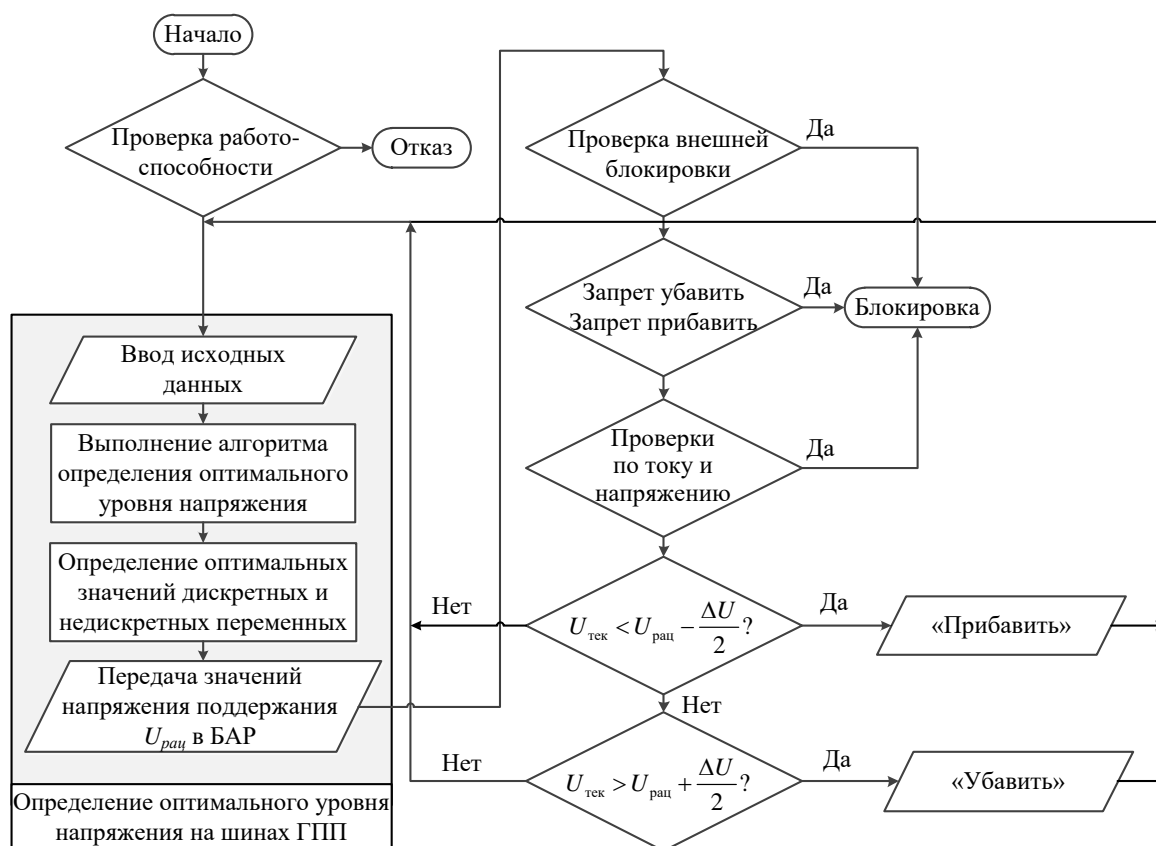 Начало
Проверка работо-
способности
Отказ
Ввод исходных
данных
Выполнение алгоритма
определения оптимального
уровня напряжения
Определение оптимальных
значений дискретных и
недискретных переменных
Передача значений
напряжения поддержания
U_рац в БАР
Определение оптимального уровня
напряжения на шинах ГПП
Проверка внешней
блокировки
Да
Запрет убавить
Запрет прибавить
Да
Блокировка
Проверки
по току и
напряжению
Да
U_тек < U_рац − ΔU/2 ?
Нет
Да
«Прибавить»
Нет
U_тек > U_рац + ΔU/2 ?
Нет
Да
«Убавить»